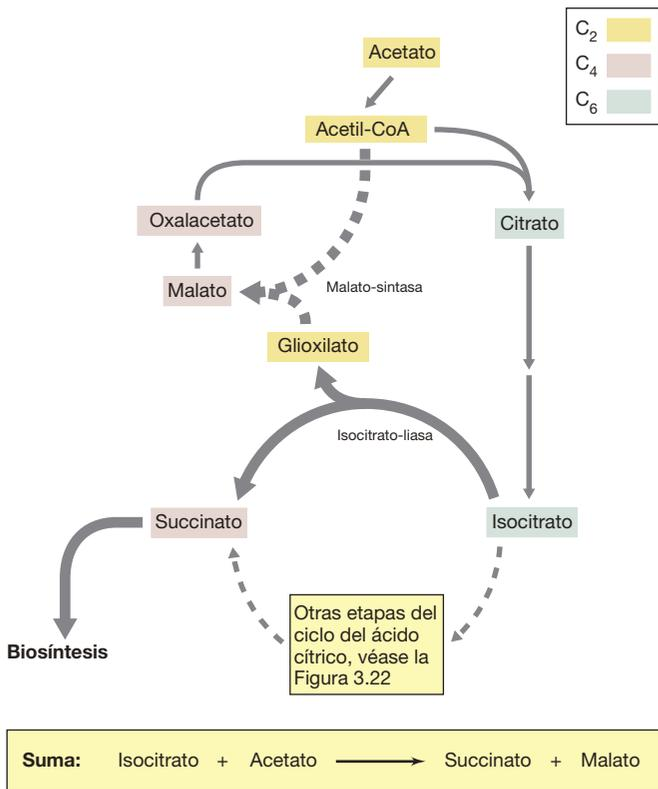 C2
C4
C6
Acetato
Acetil-CoA
Oxalacetato
Citrato
Malato
Malato-sintasa
Glioxilato
Isocitrato-liasa
Succinato
Isocitrato
Otras etapas del
ciclo del ácido
cítrico, véase la
Figura 3.22
Biosíntesis
Suma: Isocitrato + Acetato ⟶ Succinato + Malato